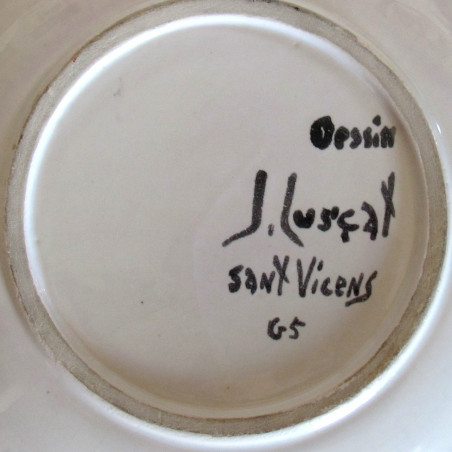 Dessin
J. Lurçat
SANT VICENS
G5